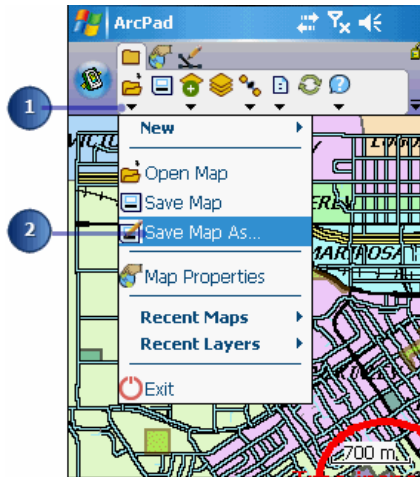 ArcPad
1
New
Open Map
Save Map
2
Save Map As...
Map Properties
Recent Maps
Recent Layers
Exit
700 m